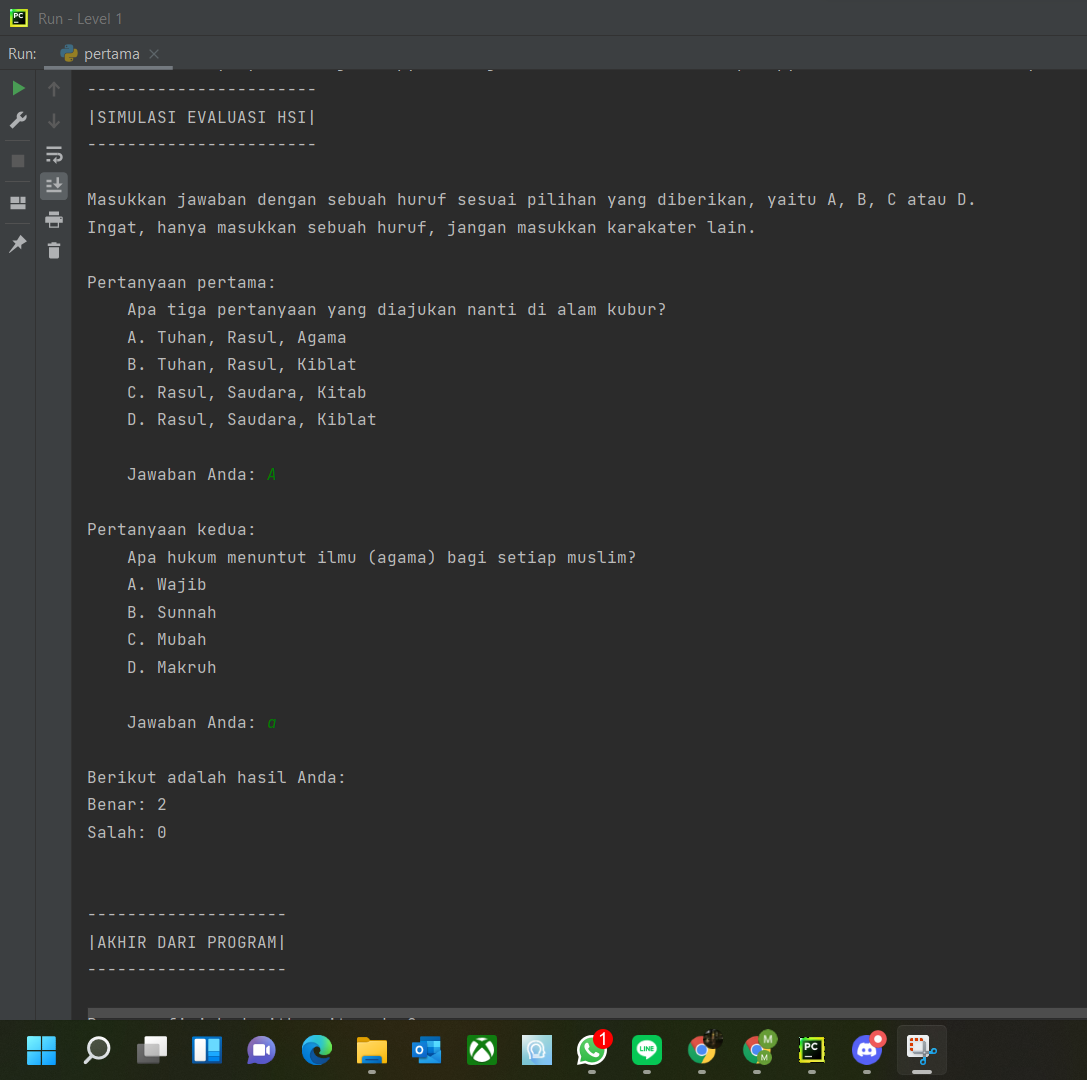 Run - Level 1
Run: pertama
-----------------------
|SIMULASI EVALUASI HSI|
-----------------------
Masukkan jawaban dengan sebuah huruf sesuai pilihan yang diberikan, yaitu A, B, C atau D.
Ingat, hanya masukkan sebuah huruf, jangan masukkan karakater lain.
Pertanyaan pertama:
Apa tiga pertanyaan yang diajukan nanti di alam kubur?
A. Tuhan, Rasul, Agama
B. Tuhan, Rasul, Kiblat
C. Rasul, Saudara, Kitab
D. Rasul, Saudara, Kiblat
Jawaban Anda: A
Pertanyaan kedua:
Apa hukum menuntut ilmu (agama) bagi setiap muslim?
A. Wajib
B. Sunnah
C. Mubah
D. Makruh
Jawaban Anda: a
Berikut adalah hasil Anda:
Benar: 2
Salah: 0
--------------------
|AKHIR DARI PROGRAM|
--------------------
1
LINE
M
M
PC